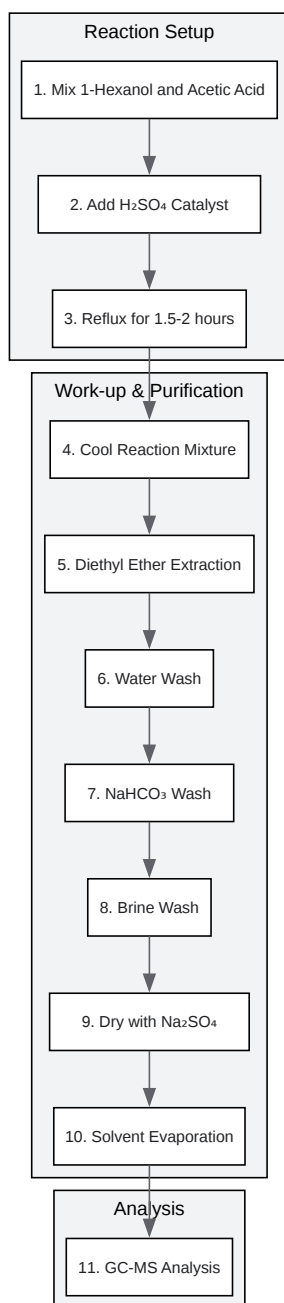 Reaction Setup
1. Mix 1-Hexanol and Acetic Acid
2. Add H₂SO₄ Catalyst
3. Reflux for 1.5-2 hours
Work-up & Purification
4. Cool Reaction Mixture
5. Diethyl Ether Extraction
6. Water Wash
7. NaHCO₃ Wash
8. Brine Wash
9. Dry with Na₂SO₄
10. Solvent Evaporation
Analysis
11. GC-MS Analysis